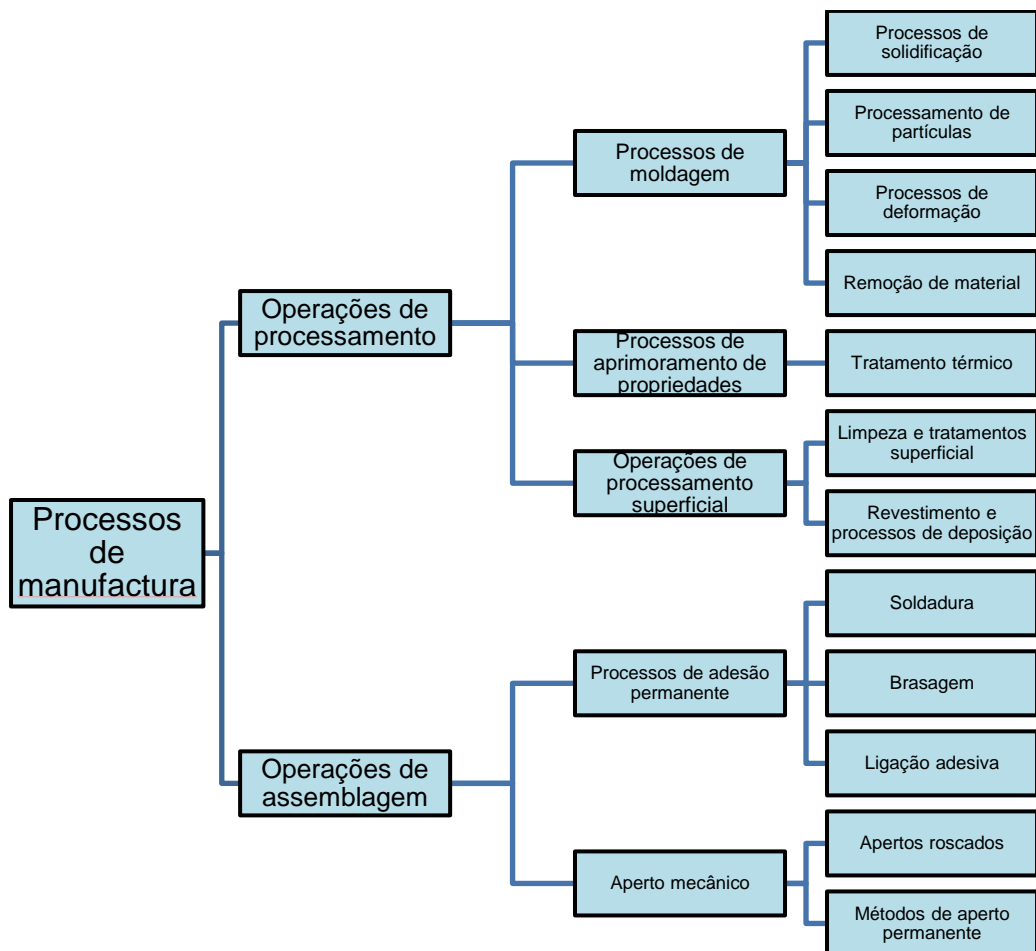 Processos
de
manufactura
Operações de
processamento
Processos de
moldagem
Processos de
solidificação
Processamento de
partículas
Processos de
deformação
Remoção de material
Processos de
aprimoramento de
propriedades
Tratamento térmico
Operações de
processamento
superficial
Limpeza e tratamentos
superficial
Revestimento e
processos de deposição
Operações de
assemblagem
Processos de adesão
permanente
Soldadura
Brasagem
Ligação adesiva
Aperto mecânico
Apertos roscados
Métodos de aperto
permanente